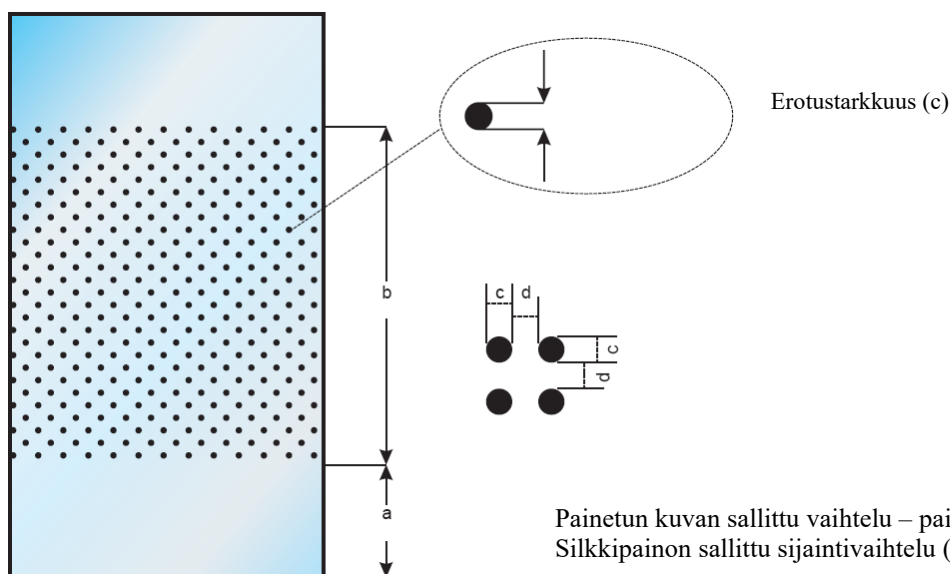 Erotustarkkuus (c)
b
c d
c
d
a
Painetun kuvan sallittu vaihtelu –
Silkkipainon sallittu sijaintivaihtelu (